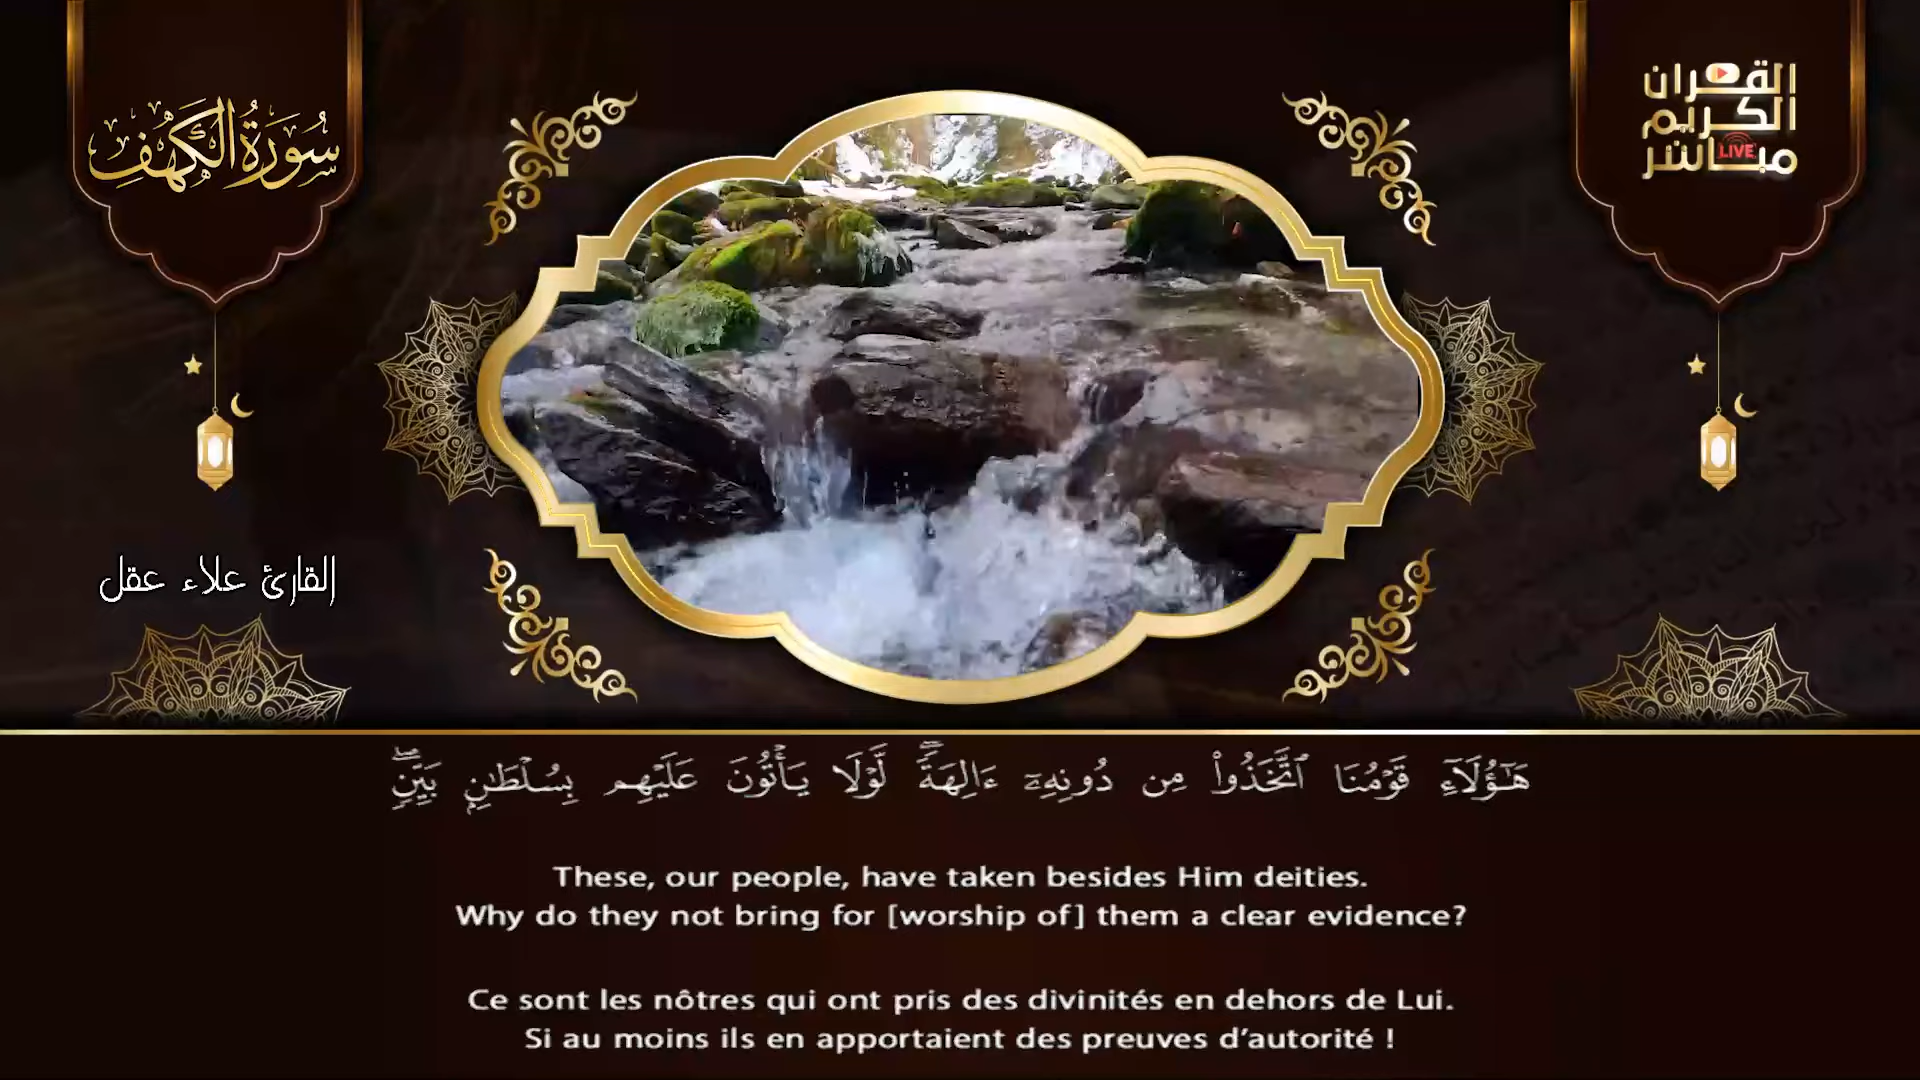 سُورَةُ الْكَهْفِ
القرآن
الكريم
LIVE
مباشر
القارئ علاء عقل
هَٰٓؤُلَآءِ قَوۡمُنَا ٱتَّخَذُواْ مِن دُونِهِۦٓ ءَالِهَةٗۖ لَّوۡلَا يَأۡتُونَ عَلَيۡهِم بِسُلۡطَٰنِۭ بَيِّنٖۖ
These, our people, have taken besides Him deities.
Why do they not bring for [worship of] them a clear evidence?
Ce sont les nôtres qui ont pris des divinités en dehors de Lui.
Si au moins ils en apportaient des preuves d’autorité !